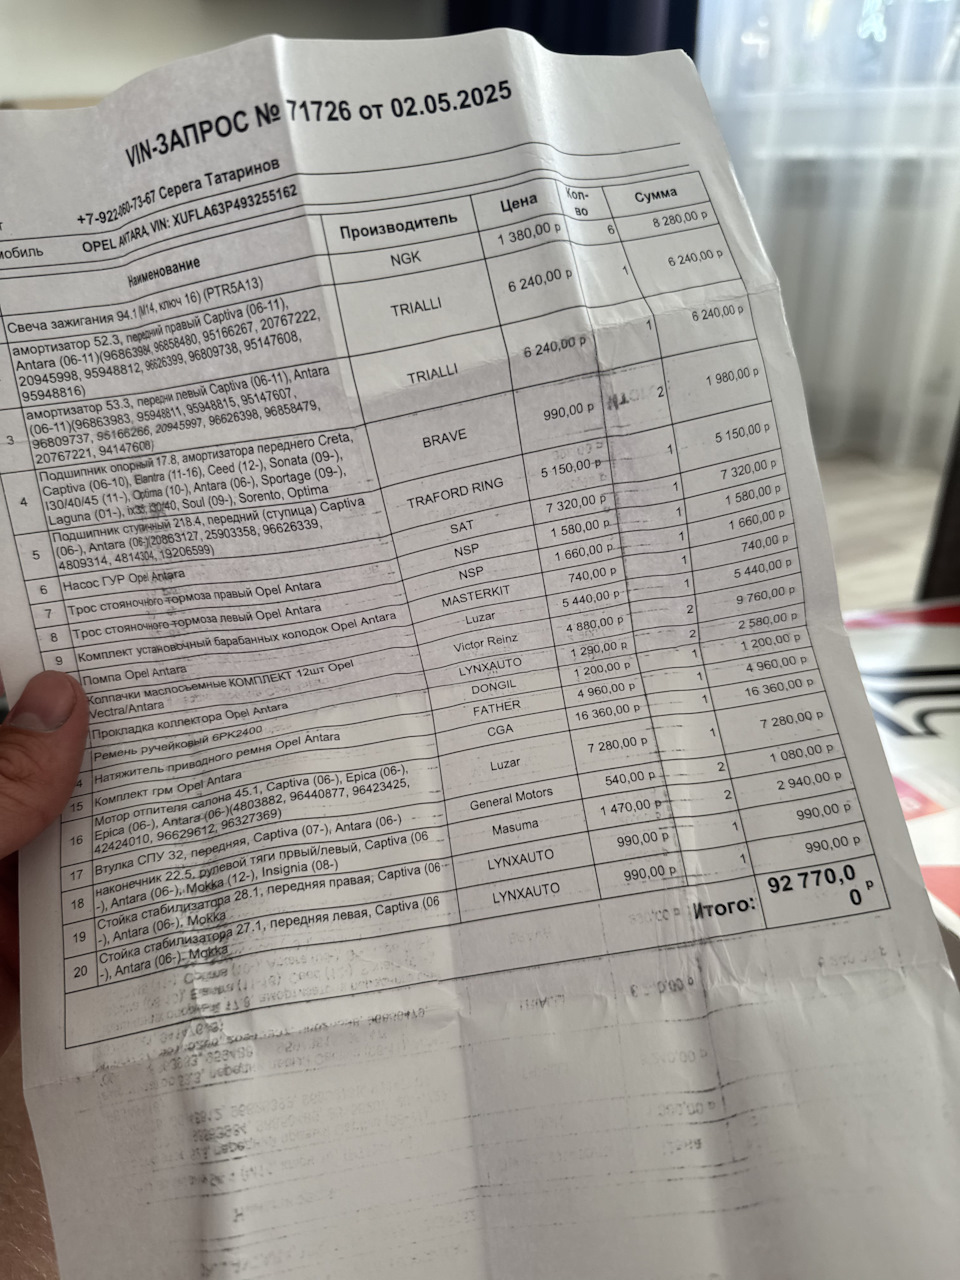 VIN-ЗАПРОС № 71726 от 02.05.2025
+7-922-060-73-67 Серега Татаринов
мобиль OPEL ANTARA, VIN: XUFLA63P493255162
Наименование Производитель Цена Кол-во Сумма
Свеча зажигания 94.1 (М14, ключ 16) (PTR5A13) NGK 1 380,00 р 6 8 280,00 р
амортизатор 52.3, передний правый Captiva (06-11),
Antara (06-11)(96863984, 96858480, 95166267, 20767222,
20945998, 95948812, 96626399, 96809738, 95147608,
95948816) TRIALLI 6 240,00 р 1 6 240,00 р
3 амортизатор 53.3, передни левый Captiva (06-11), Antara
(06-11)(96863983, 95948811, 95948815, 95147607,
96809737, 95166266, 20945997, 96626398, 96858479,
20767221, 94147608) TRIALLI 6 240,00 р 1 6 240,00 р
4 Подшипник опорный 17.8, амортизатора переднего Creta,
Captiva (06-10), Elantra (11-16), Ceed (12-), Sonata (09-),
I30/40/45 (11-), Optima (10-), Antara (06-), Sportage (09-),
Laguna (01-), ix35, i30/40, Soul (09-), Sorento, Optima BRAVE 990,00 р 2 1 980,00 р
5 Подшипник ступичный 218.4, передний (ступица) Captiva
(06-), Antara (06-)(20863127, 25903358, 96626339,
4809314, 4814304, 19206599) TRAFORD RING 5 150,00 р 1 5 150,00 р
6 Насос ГУР Opel Antara SAT 7 320,00 р 1 7 320,00 р
7 Трос стояночного тормоза правый Opel Antara NSP 1 580,00 р 1 1 580,00 р
8 Трос стояночного тормоза левый Opel Antara NSP 1 660,00 р 1 1 660,00 р
9 Комплект установочный барабанных колодок Opel Antara MASTERKIT 740,00 р 1 740,00 р
Помпа Opel Antara Luzar 5 440,00 р 1 5 440,00 р
Колпачки маслосъемные КОМПЛЕКТ 12шт Opel
Vectra/Antara Victor Reinz 4 880,00 р 2 9 760,00 р
Прокладка коллектора Opel Antara LYNXAUTO 1 290,00 р 2 2 580,00 р
Ремень ручейковый 6PK2400 DONGIL 1 200,00 р 1 1 200,00 р
4 Натяжитель приводного ремня Opel Antara FATHER 4 960,00 р 1 4 960,00 р
15 Комплект грм Opel Antara CGA 16 360,00 р 1 16 360,00 р
16 Мотор отпителя салона 45.1, Captiva (06-), Epica (06-),
Epica (06-), Antara (06-)(4803882, 96440877, 96423425,
42424010, 96629612, 96327369) Luzar 7 280,00 р 1 7 280,00 р
17 Втулка СПУ 32, передняя, Captiva (07-), Antara (06-) General Motors 540,00 р 2 1 080,00 р
18 наконечник 22.5, рулевой тяги прввый/левый, Captiva (06
-), Antara (06-), Mokka (12-), Insignia (08-) Masuma 1 470,00 р 2 2 940,00 р
19 Стойка стабилизатора 28.1, передняя правая, Captiva (06
-), Antara (06-), Mokka LYNXAUTO 990,00 р 1 990,00 р
20 Стойка стабилизатора 27,1, передняя левая, Captiva (06
-), Antara (06-), Mokka LYNXAUTO 990,00 р 1 990,00 р
Итого: 92 770,0
0 р